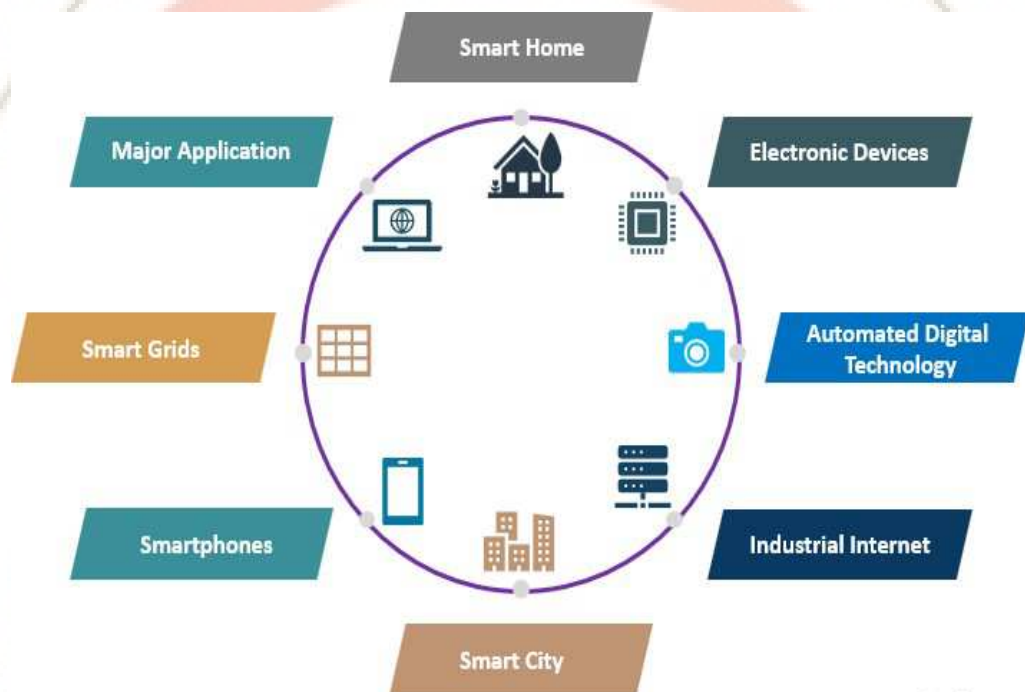 Smart Home
Major Application
Electronic Devices
Smart Grids
Automated Digital
Technology
Smartphones
Industrial Internet
Smart City